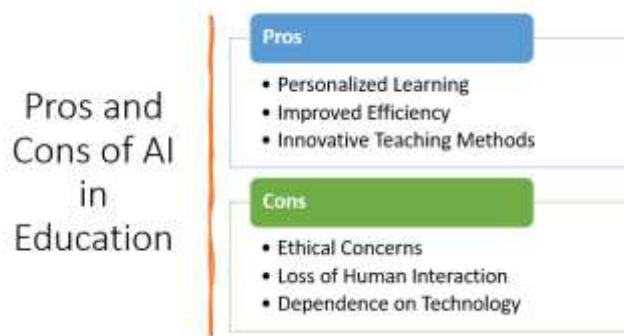 Pros and
Cons of AI
in
Education
Pros
• Personalized Learning
• Improved Efficiency
• Innovative Teaching Methods
Cons
• Ethical Concerns
• Loss of Human Interaction
• Dependence on Technology